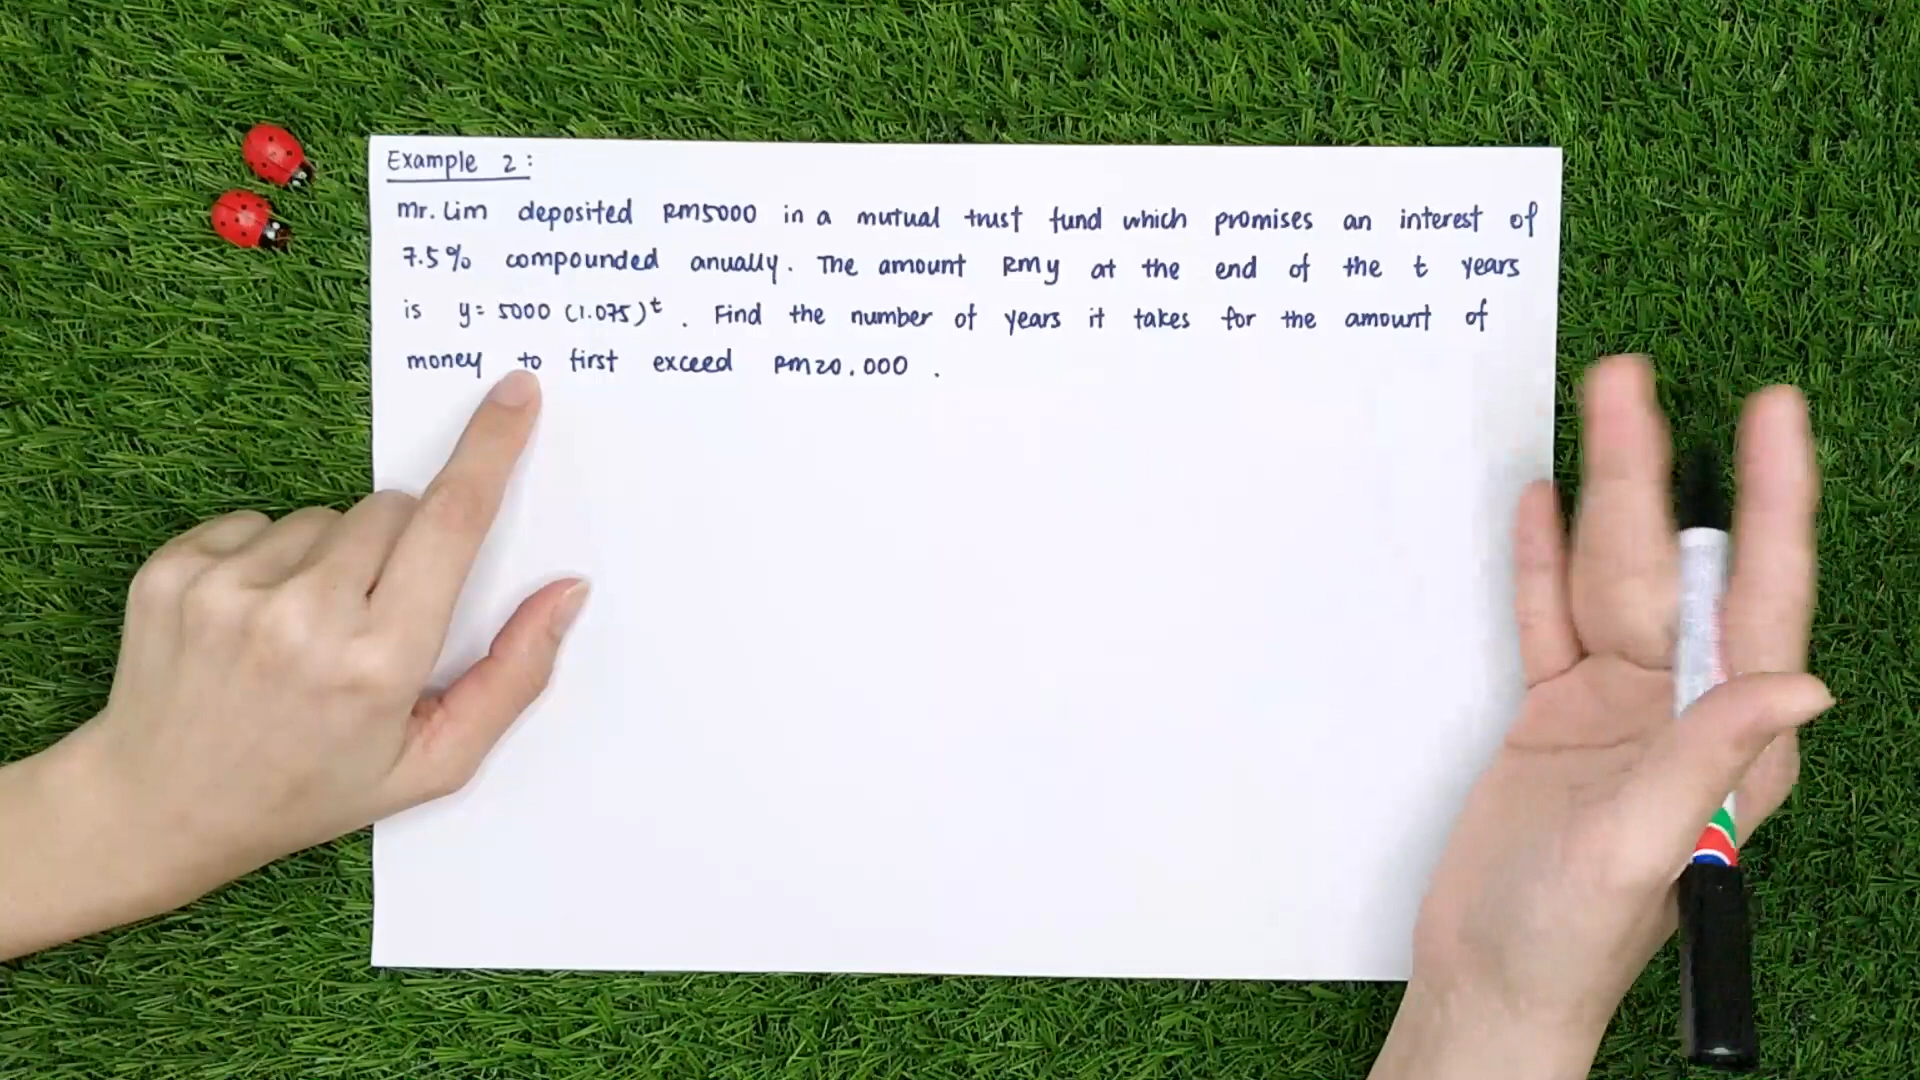 Example 2:
Mr. Lim deposited RM5000 in a mutual trust fund which promises an interest of
7.5% compounded anually. The amount RMy at the end of the t years
is y = 5000 (1.075)^t. Find the number of years it takes for the amount of
money to first exceed RM20.000.